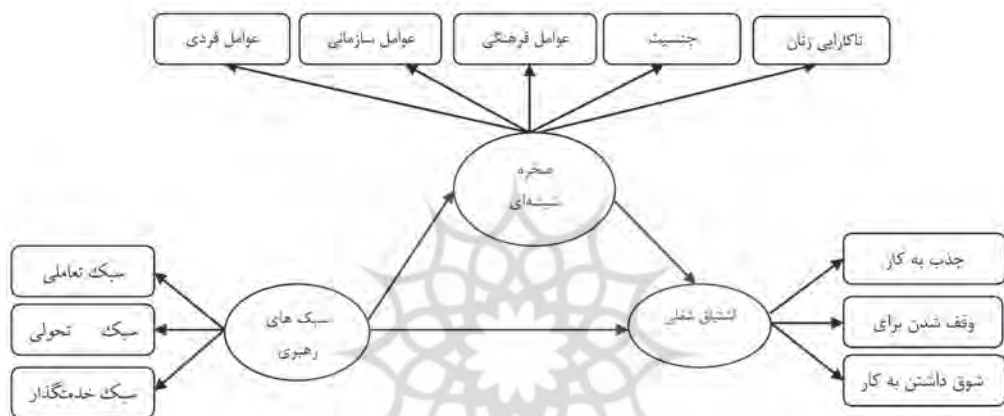 ناکارایی زنان
جنسیت
عوامل فرهنگی
عوامل سازمانی
عوامل فردی
صخره
شیشه‌ای
جذب به کار
وقف شدن برای
شوق داشتن به کار
اشتیاق شغلی
سبک های
رهبری
سبک تعاملی
سبک تحولی
سبک خدمتگذار